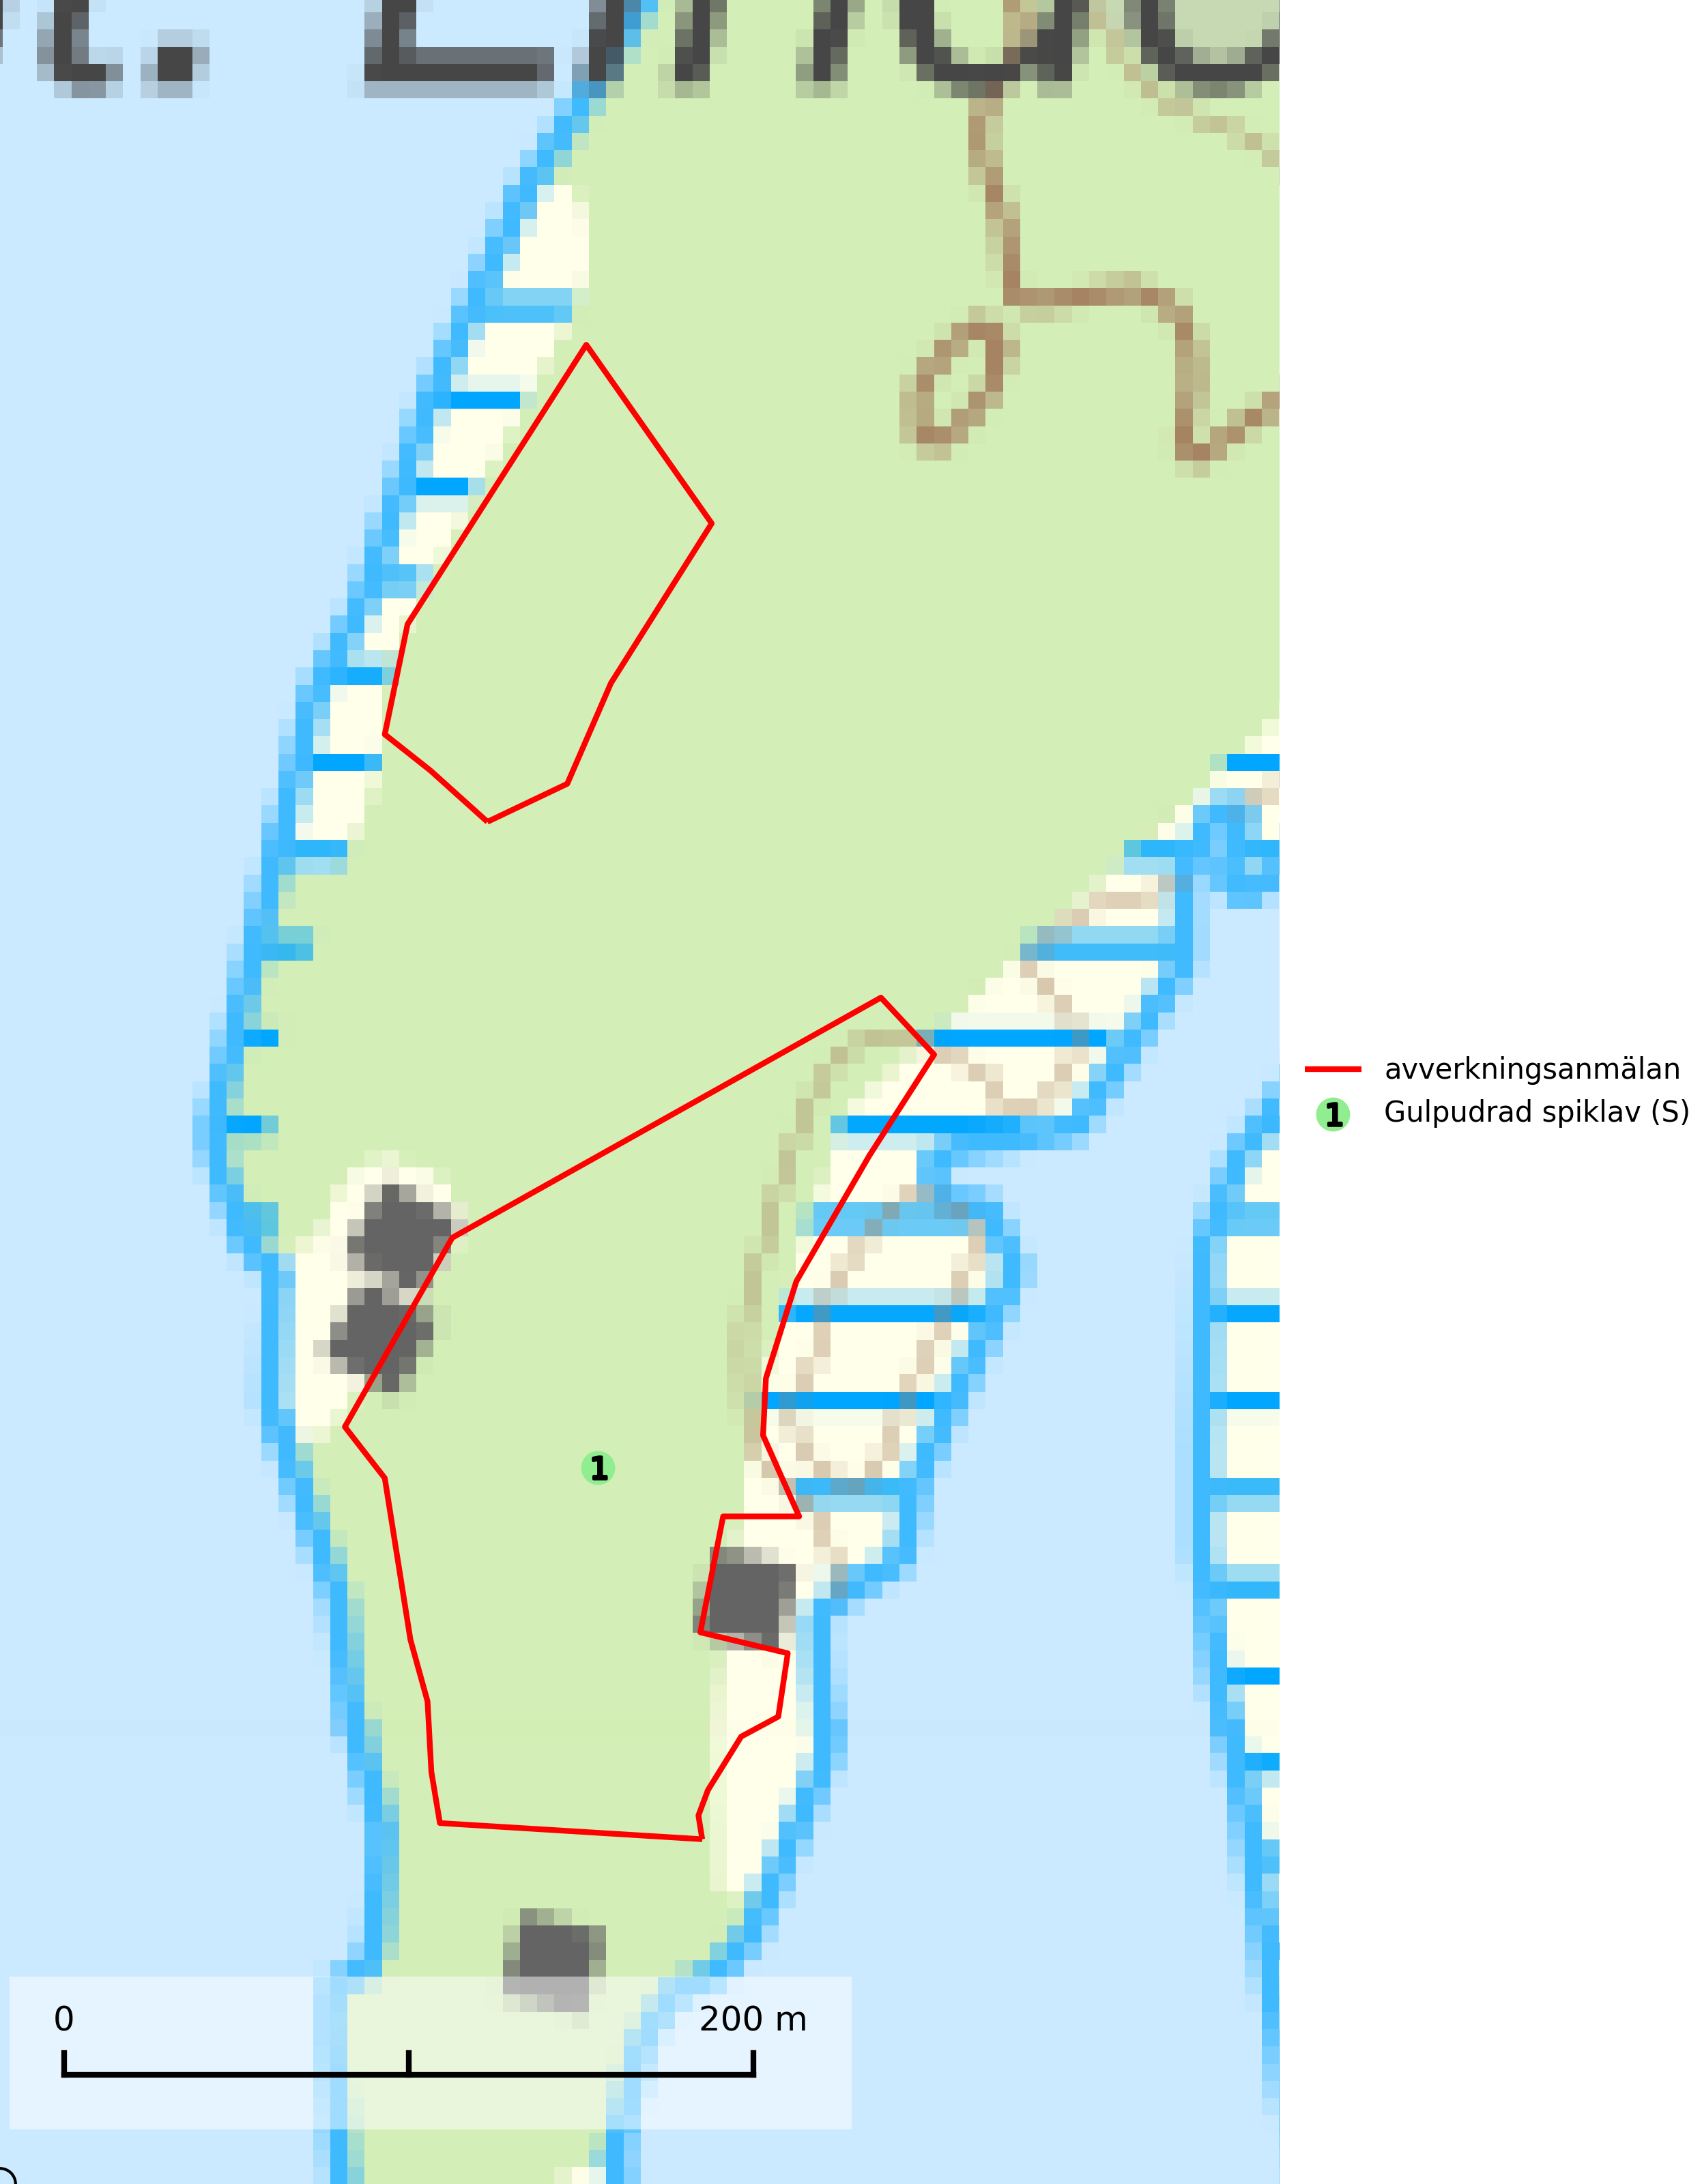 avverkningsanmälan
1 Gulpudrad spiklav (S)
1
0 200 m